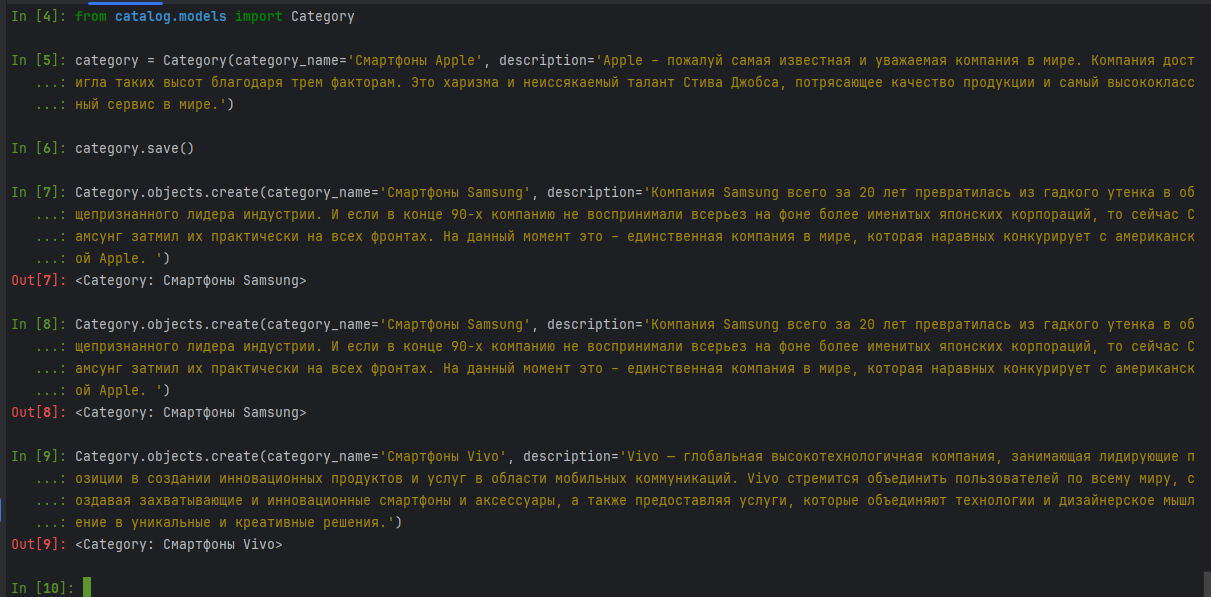 In [4]: from catalog.models import Category
In [5]: category = Category(category_name='Смартфоны Apple', description='Apple – пожалуй самая известная и уважаемая компания в мире. Компания дост
...: игла таких высот благодаря трем факторам. Это харизма и неиссякаемый талант Стива Джобса, потрясающее качество продукции и самый высококласс
...: ный сервис в мире.')
In [6]: category.save()
In [7]: Category.objects.create(category_name='Смартфоны Samsung', description='Компания Samsung всего за 20 лет превратилась из гадкого утенка в об
...: щепризнанного лидера индустрии. И если в конце 90-х компанию не воспринимали всерьез на фоне более именитых японских корпораций, то сейчас С
...: амсунг затмил их практически на всех фронтах. На данный момент это – единственная компания в мире, которая наравных конкурирует с американск
...: ой Apple. ')
Out[7]: <Category: Смартфоны Samsung>
In [8]: Category.objects.create(category_name='Смартфоны Samsung', description='Компания Samsung всего за 20 лет превратилась из гадкого утенка в об
...: щепризнанного лидера индустрии. И если в конце 90-х компанию не воспринимали всерьез на фоне более именитых японских корпораций, то сейчас С
...: амсунг затмил их практически на всех фронтах. На данный момент это – единственная компания в мире, которая наравных конкурирует с американск
...: ой Apple. ')
Out[8]: <Category: Смартфоны Samsung>
In [9]: Category.objects.create(category_name='Смартфоны Vivo', description='Vivo — глобальная высокотехнологичная компания, занимающая лидирующие п
...: озиции в создании инновационных продуктов и услуг в области мобильных коммуникаций. Vivo стремится объединить пользователей по всему миру, с
...: оздавая захватывающие и инновационные смартфоны и аксессуары, а также предоставляя услуги, которые объединяют технологии и дизайнерское мышл
...: ение в уникальные и креативные решения.')
Out[9]: <Category: Смартфоны Vivo>
In [10]: